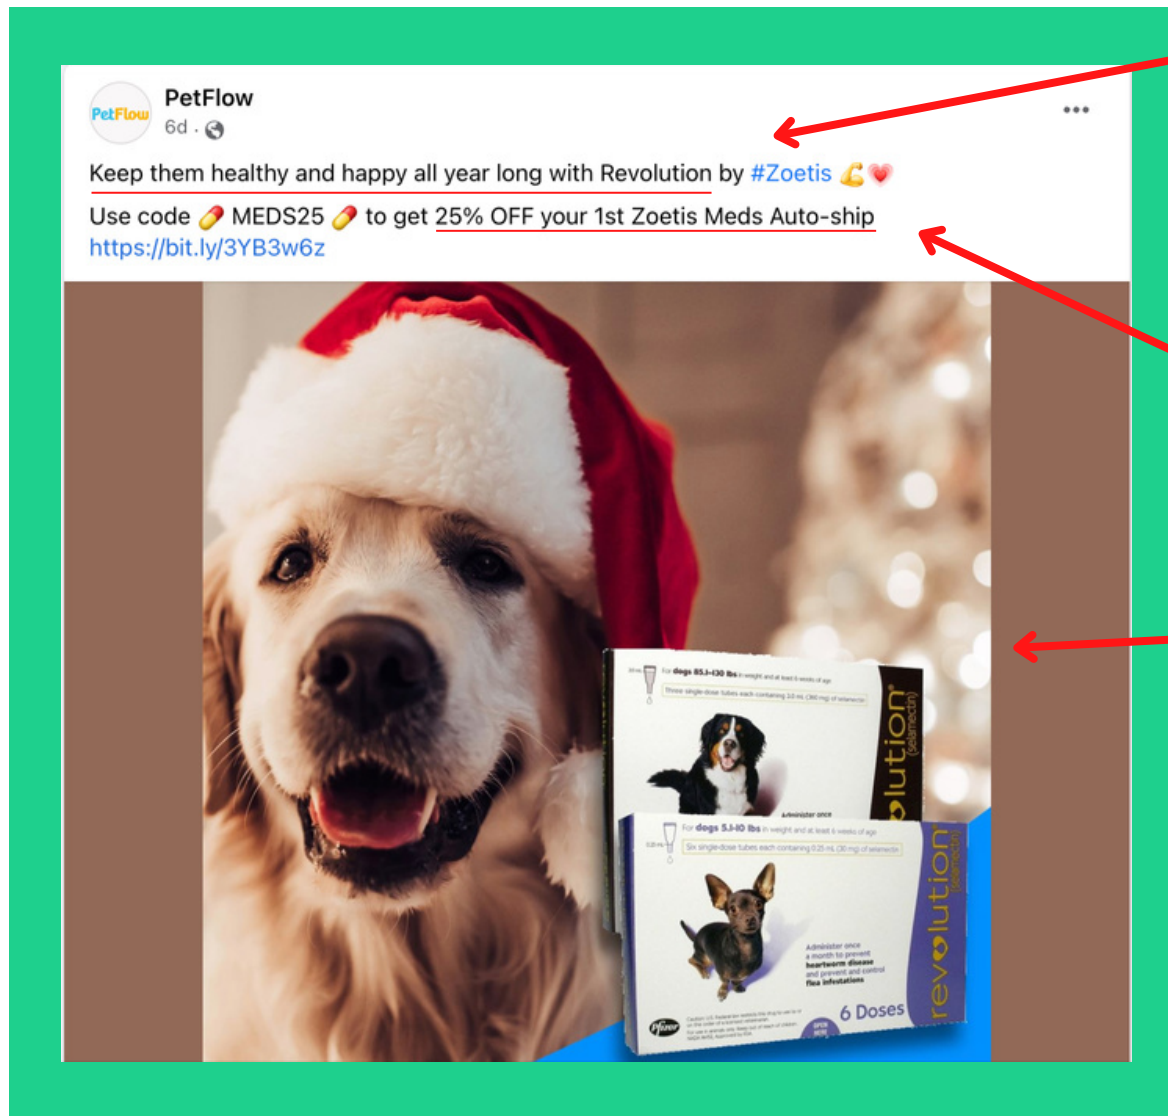 PetFlow
PetFlow
6d ·
Keep them healthy and happy all year long with Revolution by #Zoetis 💪💗
Use code 💊 MEDS25 💊 to get 25% OFF your 1st Zoetis Meds Auto-ship
https://bit.ly/3YB3w6z
For dogs 85.1-130 lbs in weight and at least 6 weeks of age
Three single-dose tubes each containing 2.0 mL (240 mg) of selamectin
olution
(selamectin)
Administer once
For dogs 5.1-10 lbs in weight and at least 6 weeks of age
0.25 mL
Six single-dose tubes each containing 0.25 mL (30 mg) of selamectin
revolution
(selamectin)
Administer once
a month to prevent
heartworm disease
and prevent and control
flea infestations
6 Doses
Pfizer
OPEN
HERE